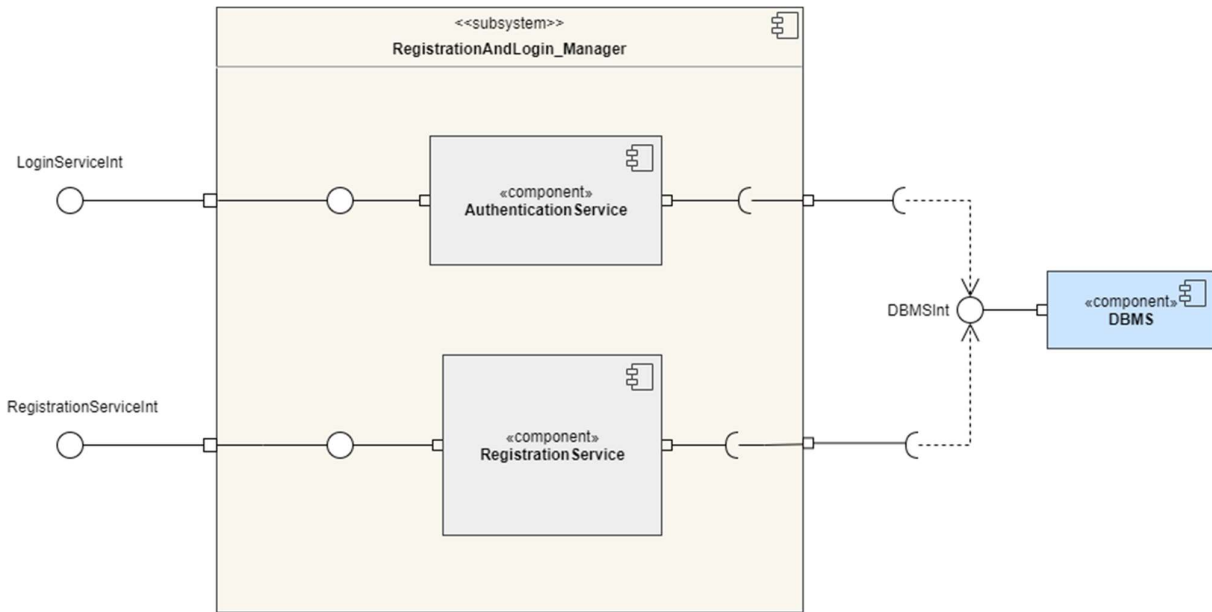 <<subsystem>>
RegistrationAndLogin_Manager
LoginServiceInt
«component»
AuthenticationService
DBMSInt
«component»
DBMS
RegistrationServiceInt
«component»
RegistrationService